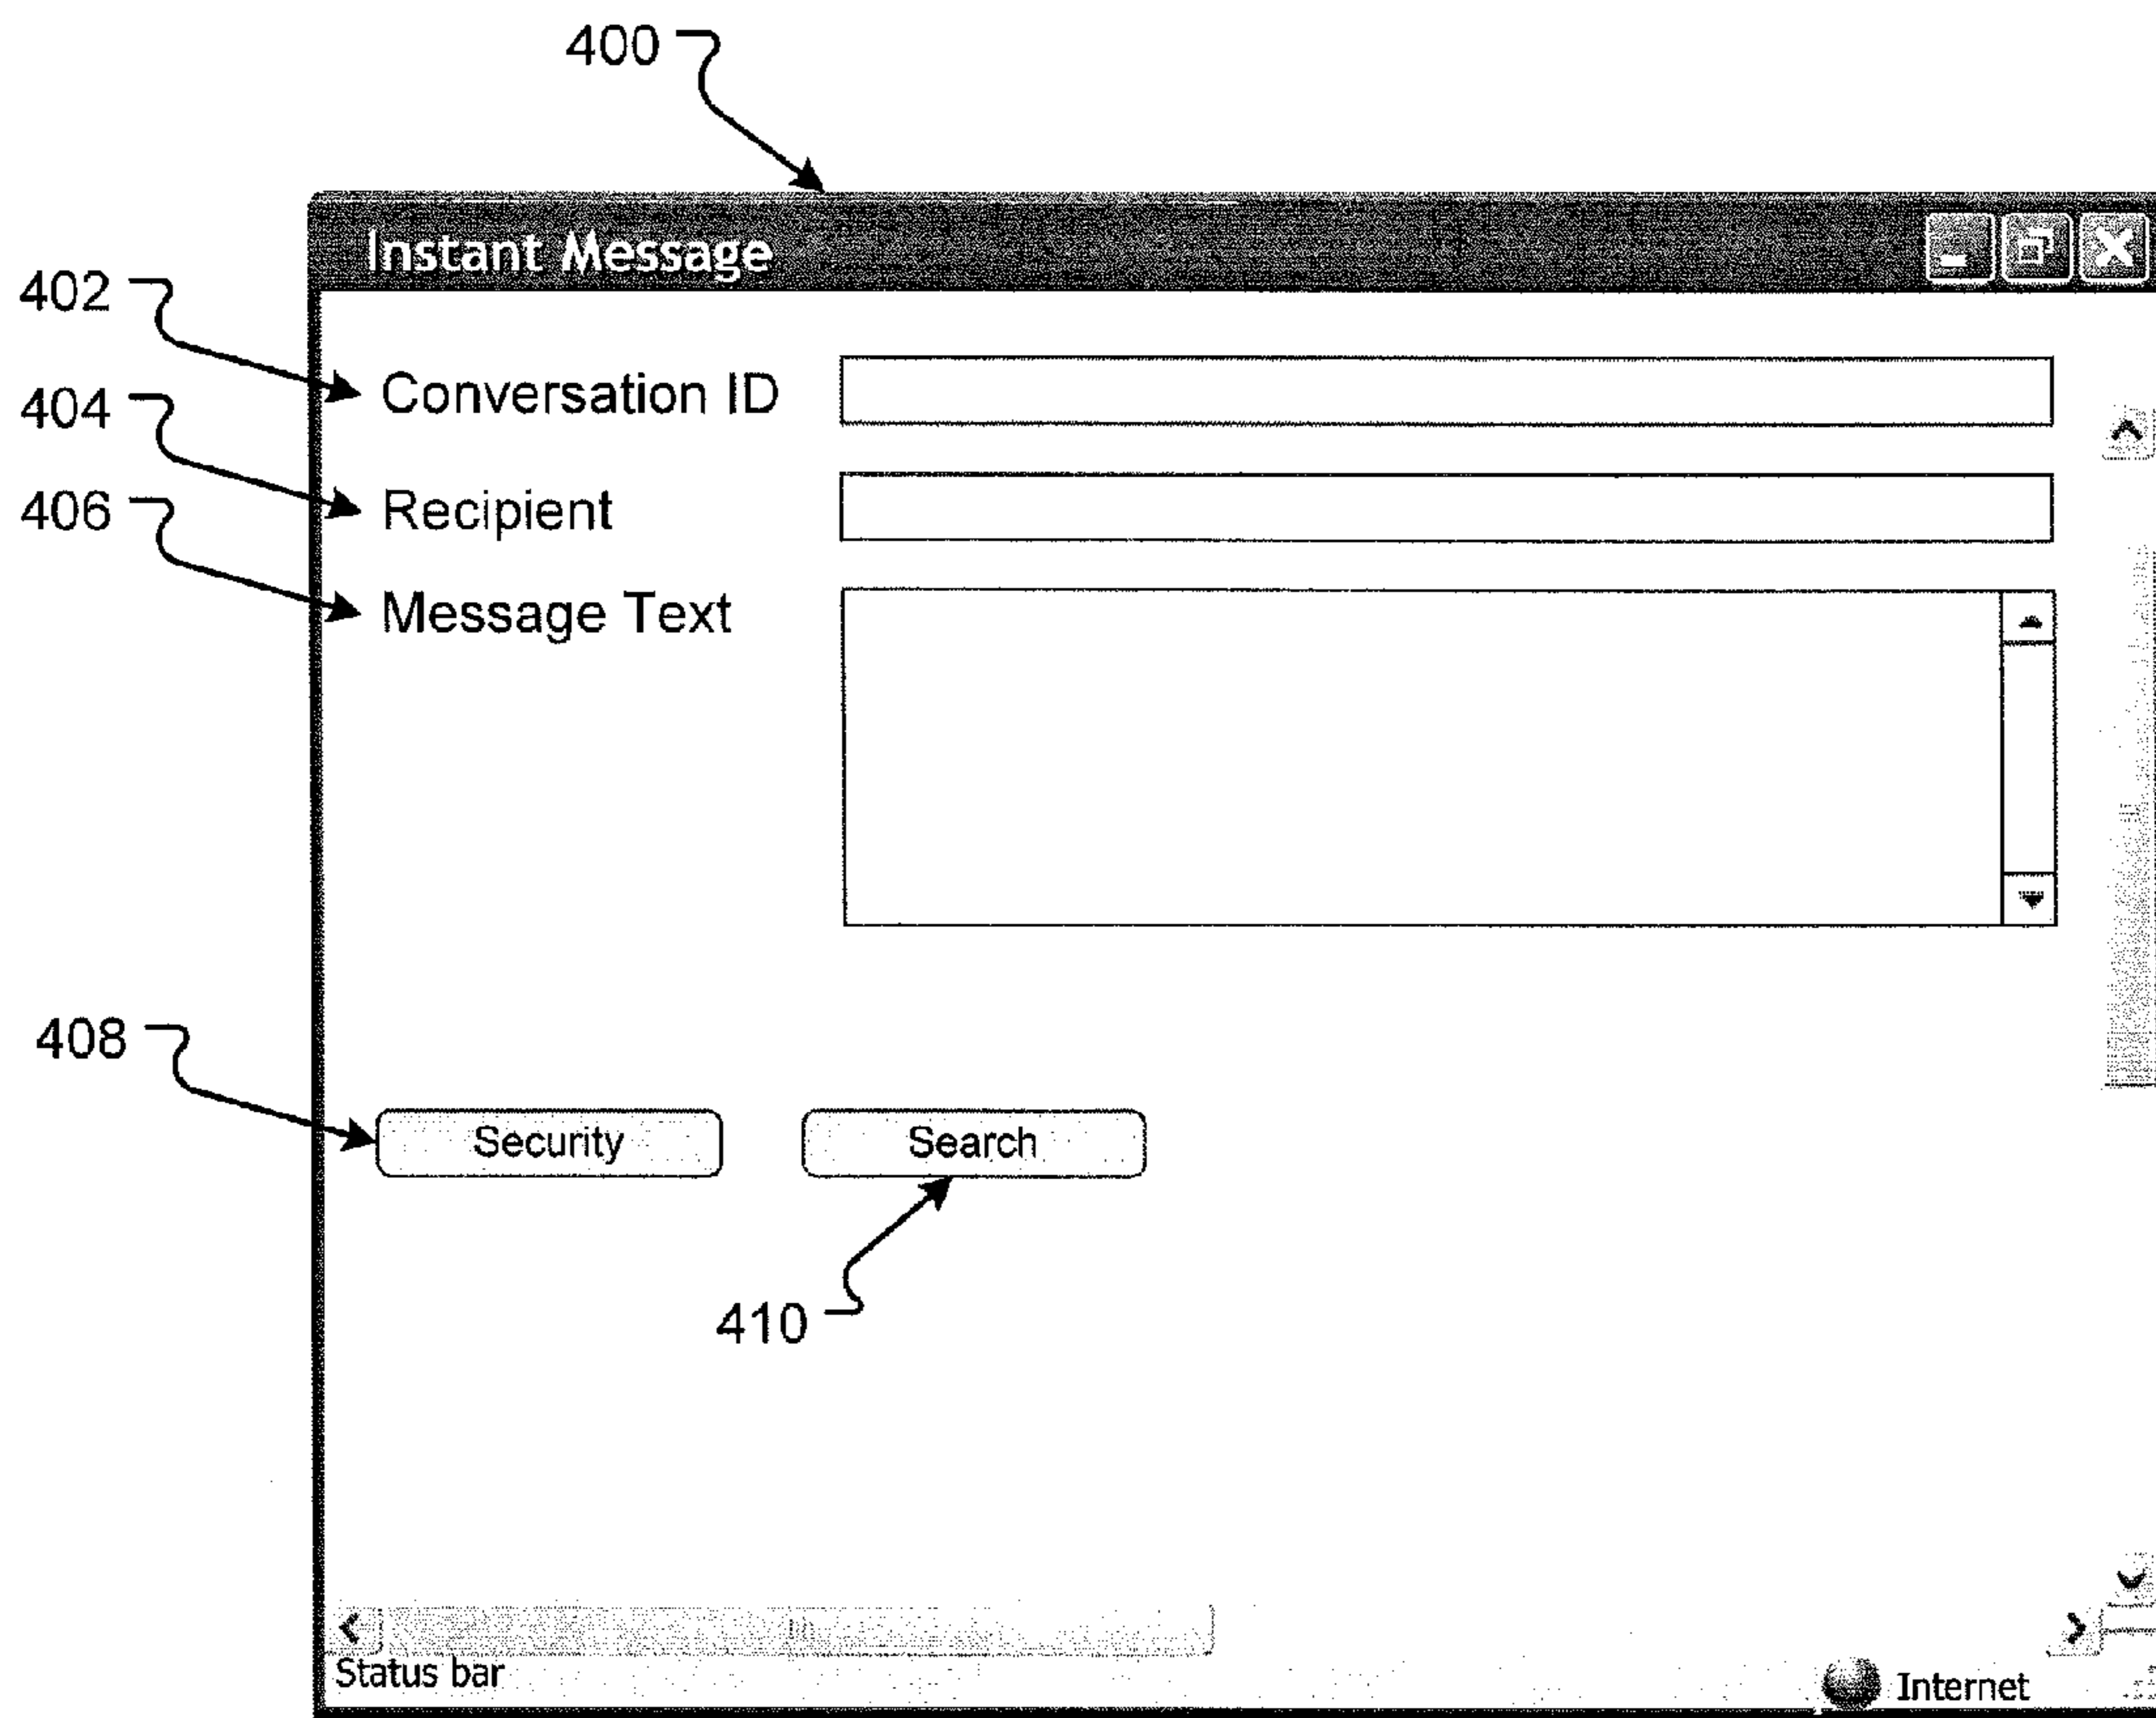 400
Instant Message
402
Conversation ID
404
Recipient
406
Message Text
408
Security Search
410
Status bar
Internet